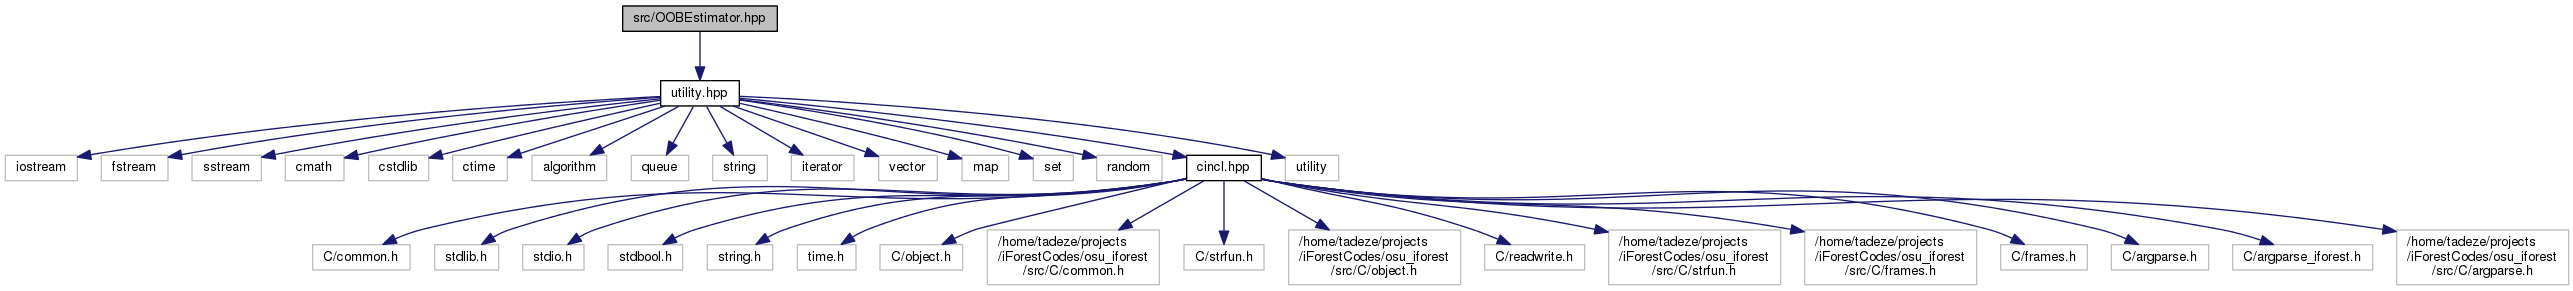 src/OOBEstimator.hpp
utility.hpp
iostream
fstream
sstream
cmath
cstdlib
ctime
algorithm
queue
string
iterator
vector
map
set
random
cincl.hpp
utility
C/common.h
stdlib.h
stdio.h
stdbool.h
string.h
time.h
C/object.h
/home/tadeze/projects
/iForestCodes/osu_iforest
/src/C/common.h
C/strfun.h
/home/tadeze/projects
/iForestCodes/osu_iforest
/src/C/object.h
C/readwrite.h
/home/tadeze/projects
/iForestCodes/osu_iforest
/src/C/strfun.h
/home/tadeze/projects
/iForestCodes/osu_iforest
/src/C/frames.h
C/frames.h
C/argparse.h
C/argparse_iforest.h
/home/tadeze/projects
/iForestCodes/osu_iforest
/src/C/argparse.h